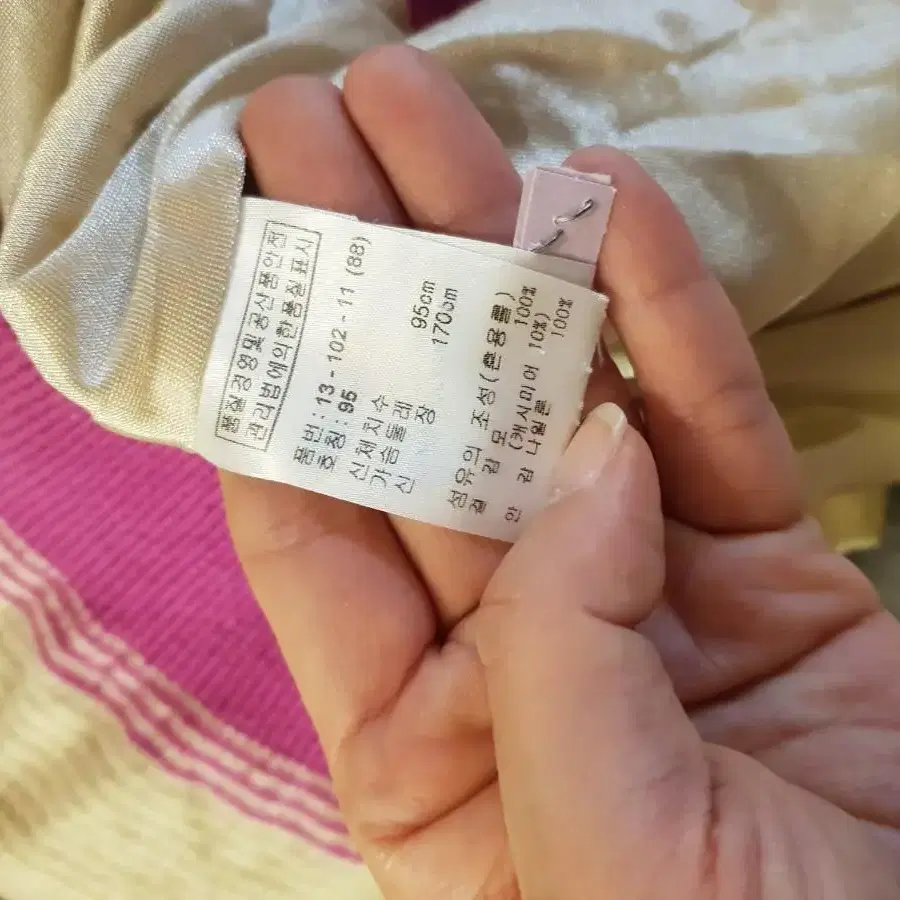 품질경영및공산품안전
관리법에의한품질표시
품번: 13-102-11 (88)
호칭: 95
신체치수
가슴둘레 95cm
신 장 170cm
섬유의 조성(혼용률)
겉 감 모 100%
(캐시미어 10%)
안 감 나일론 100%